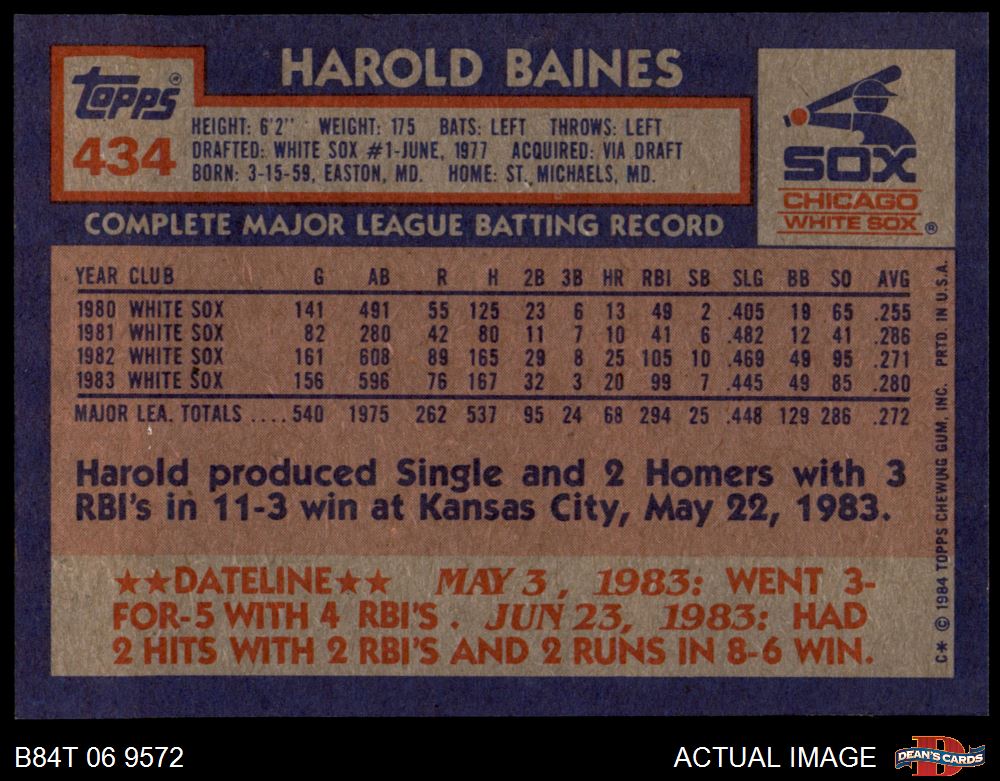 HAROLD BAINES
Topps®
434
HEIGHT: 6'2" WEIGHT: 175 BATS: LEFT THROWS: LEFT
DRAFTED: WHITE SOX #1-JUNE, 1977 ACQUIRED: VIA DRAFT
BORN: 3-15-59, EASTON, MD. HOME: ST. MICHAELS, MD.
SOX
CHICAGO
WHITE SOX ®
COMPLETE MAJOR LEAGUE BATTING RECORD
YEAR CLUB G AB R H 2B 3B HR RBI SB SLG BB SO AVG
1980 WHITE SOX 141 491 55 125 23 6 13 49 2 .405 19 65 .255
1981 WHITE SOX 82 280 42 80 11 7 10 41 6 .482 12 41 .286
1982 WHITE SOX 161 608 89 165 29 8 25 105 10 .469 49 95 .271
1983 WHITE SOX 156 596 76 167 32 3 20 99 7 .445 49 85 .280
MAJOR LEA. TOTALS .... 540 1975 262 537 95 24 68 294 25 .448 129 286 .272
Harold produced Single and 2 Homers with 3
RBI's in 11-3 win at Kansas City, May 22, 1983.
★★DATELINE★★ MAY 3, 1983: WENT 3-
FOR-5 WITH 4 RBI'S. JUN 23, 1983: HAD
2 HITS WITH 2 RBI'S AND 2 RUNS IN 8-6 WIN.
C* © 1984 TOPPS CHEWING GUM, INC. PRTD. IN U.S.A.
B84T 06 9572
ACTUAL IMAGE
DEAN'S CARDS